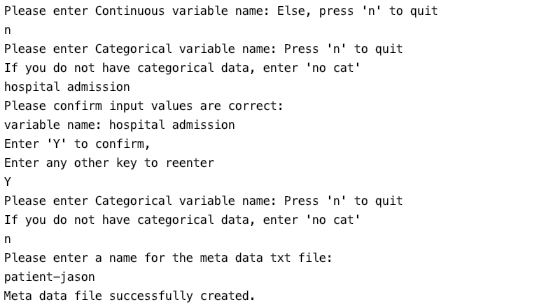 Please enter Continuous variable name: Else, press 'n' to quit
n
Please enter Categorical variable name: Press 'n' to quit
If you do not have categorical data, enter 'no cat'
hospital admission
Please confirm input values are correct:
variable name: hospital admission
Enter 'Y' to confirm,
Enter any other key to reenter
Y
Please enter Categorical variable name: Press 'n' to quit
If you do not have categorical data, enter 'no cat'
n
Please enter a name for the meta data txt file:
patient-jason
Meta data file successfully created.